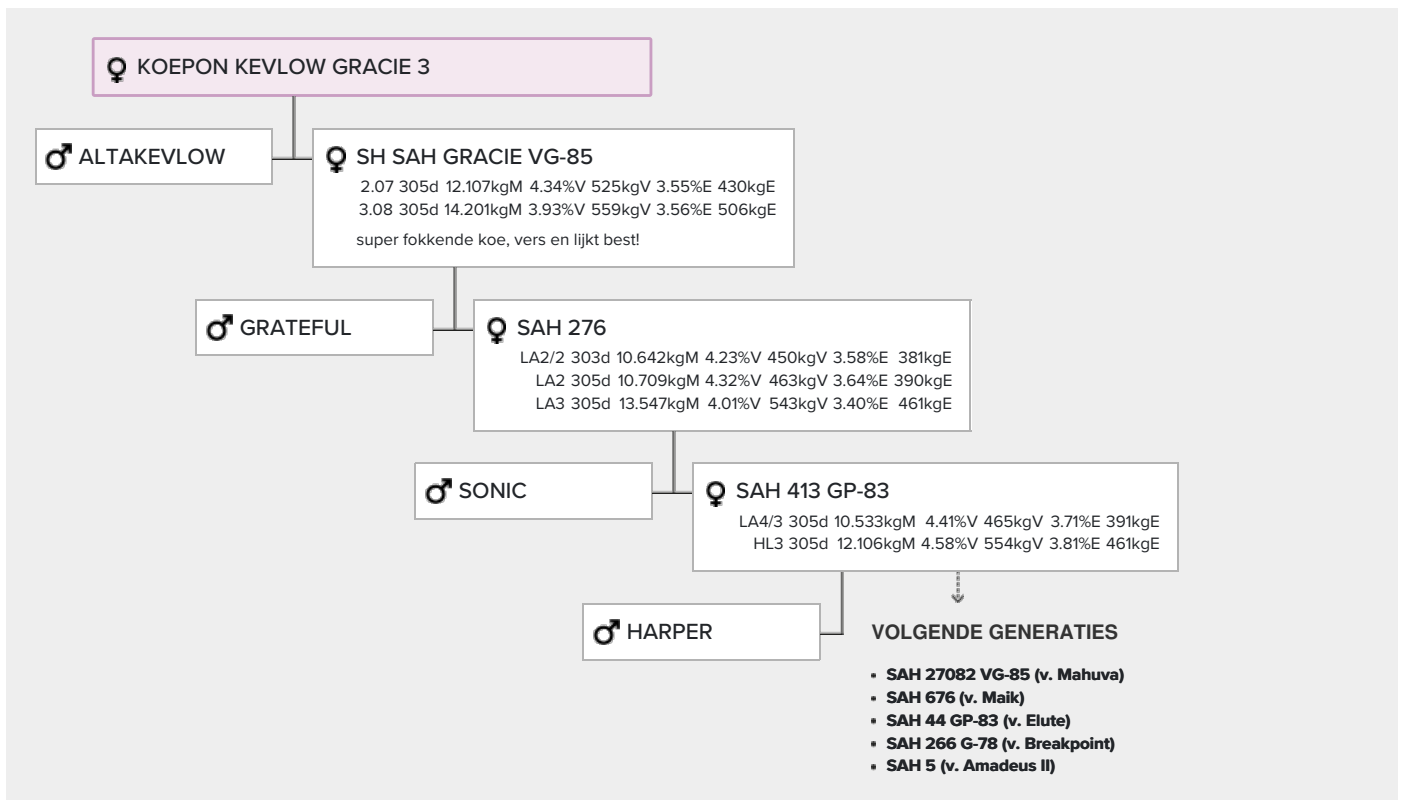 KOEPON KEVLOW GRACIE 3
ALTAKEVLOW
SH SAH GRACIE VG-85
2.07 305d 12.107kgM 4.34%V 525kgV 3.55%E 430kgE
3.08 305d 14.201kgM 3.93%V 559kgV 3.56%E 506kgE
super fokkende koe, vers en lijkt best!
GRATEFUL
SAH 276
LA2/2 303d 10.642kgM 4.23%V 450kgV 3.58%E 381kgE
LA2 305d 10.709kgM 4.32%V 463kgV 3.64%E 390kgE
LA3 305d 13.547kgM 4.01%V 543kgV 3.40%E 461kgE
SONIC
SAH 413 GP-83
LA4/3 305d 10.533kgM 4.41%V 465kgV 3.71%E 391kgE
HL3 305d 12.106kgM 4.58%V 554kgV 3.81%E 461kgE
HARPER
VOLGENDE GENERATIES
• SAH 27082 VG-85 (v. Mahuva)
• SAH 676 (v. Maik)
• SAH 44 GP-83 (v. Elute)
• SAH 266 G-78 (v. Breakpoint)
• SAH 5 (v. Amadeus II)